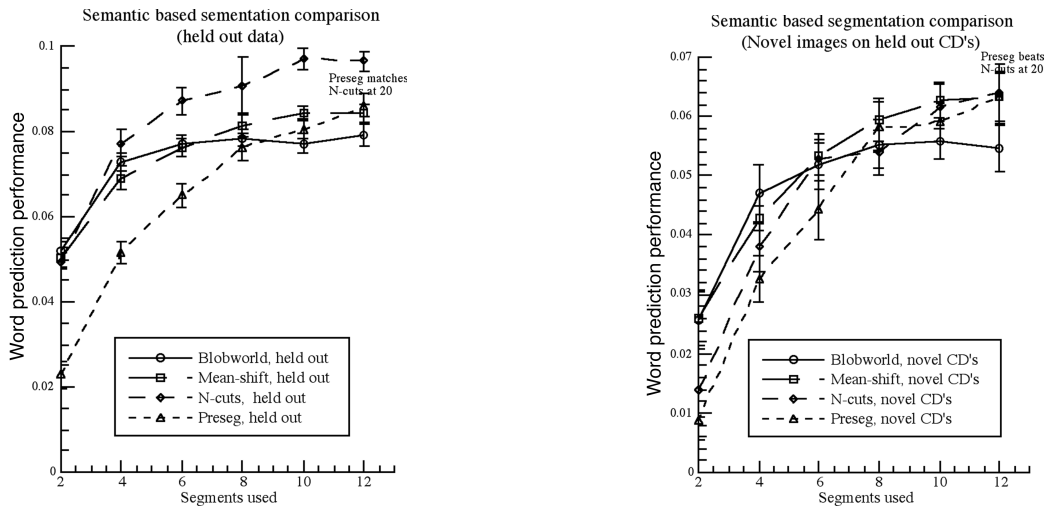 Semantic based sementation comparison
(held out data)
Preseg matches
N-cuts at 20
0.1
0.08
0.06
0.04
0.02
0
Word prediction performance
Blobworld, held out
Mean-shift, held out
N-cuts, held out
Preseg, held out
2 4 6 8 10 12
Segments used
Semantic based segmentation comparison
(Novel images on held out CD's)
Preseg beats
N-cuts at 20
0.07
0.06
0.05
0.04
0.03
0.02
0.01
0
Word prediction performance
Blobworld, novel CD's
Mean-shift, novel CD's
N-cuts, novel CD's
Preseg, novel CD's
2 4 6 8 10 12
Segments used